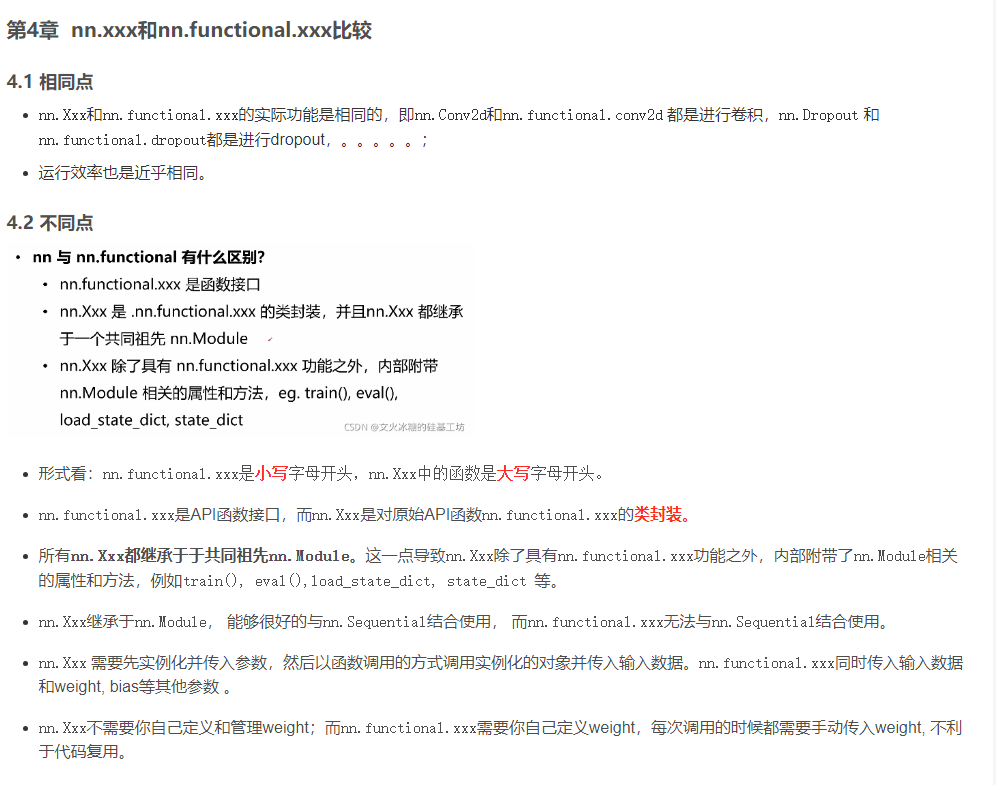 第4章  nn.xxx和nn.functional.xxx比较
4.1 相同点
• nn.Xxx和nn.functional.xxx的实际功能是相同的，即nn.Conv2d和nn.functional.conv2d 都是进行卷积，nn.Dropout 和
nn.functional.dropout都是进行dropout，。。。。。；
• 运行效率也是近乎相同。
4.2 不同点
• nn 与 nn.functional 有什么区别?
• nn.functional.xxx 是函数接口
• nn.Xxx 是 .nn.functional.xxx 的类封装，并且nn.Xxx 都继承
于一个共同祖先 nn.Module
• nn.Xxx 除了具有 nn.functional.xxx 功能之外，内部附带
nn.Module 相关的属性和方法，eg. train(), eval(),
load_state_dict, state_dict
CSDN @文火冰糖的硅基工坊
• 形式看：nn.functional.xxx是小写字母开头，nn.Xxx中的函数是大写字母开头。
• nn.functional.xxx是API函数接口，而nn.Xxx是对原始API函数nn.functional.xxx的类封装。
• 所有nn.Xxx都继承于于共同祖先nn.Module。这一点导致nn.Xxx除了具有nn.functional.xxx功能之外，内部附带了nn.Module相关
的属性和方法，例如train(), eval(),load_state_dict, state_dict 等。
• nn.Xxx继承于nn.Module， 能够很好的与nn.Sequential结合使用， 而nn.functional.xxx无法与nn.Sequential结合使用。
• nn.Xxx 需要先实例化并传入参数，然后以函数调用的方式调用实例化的对象并传入输入数据。nn.functional.xxx同时传入输入数据
和weight, bias等其他参数 。
• nn.Xxx不需要你自己定义和管理weight；而nn.functional.xxx需要你自己定义weight，每次调用的时候都需要手动传入weight, 不利
于代码复用。